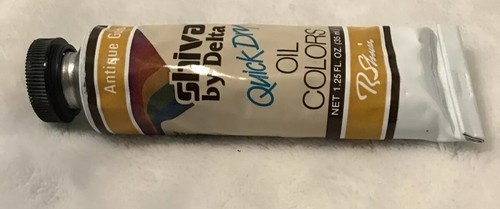 Antique
shiva
by Delta
Quick Dry
OIL
COLORS
NET 1.25 FL. OZ